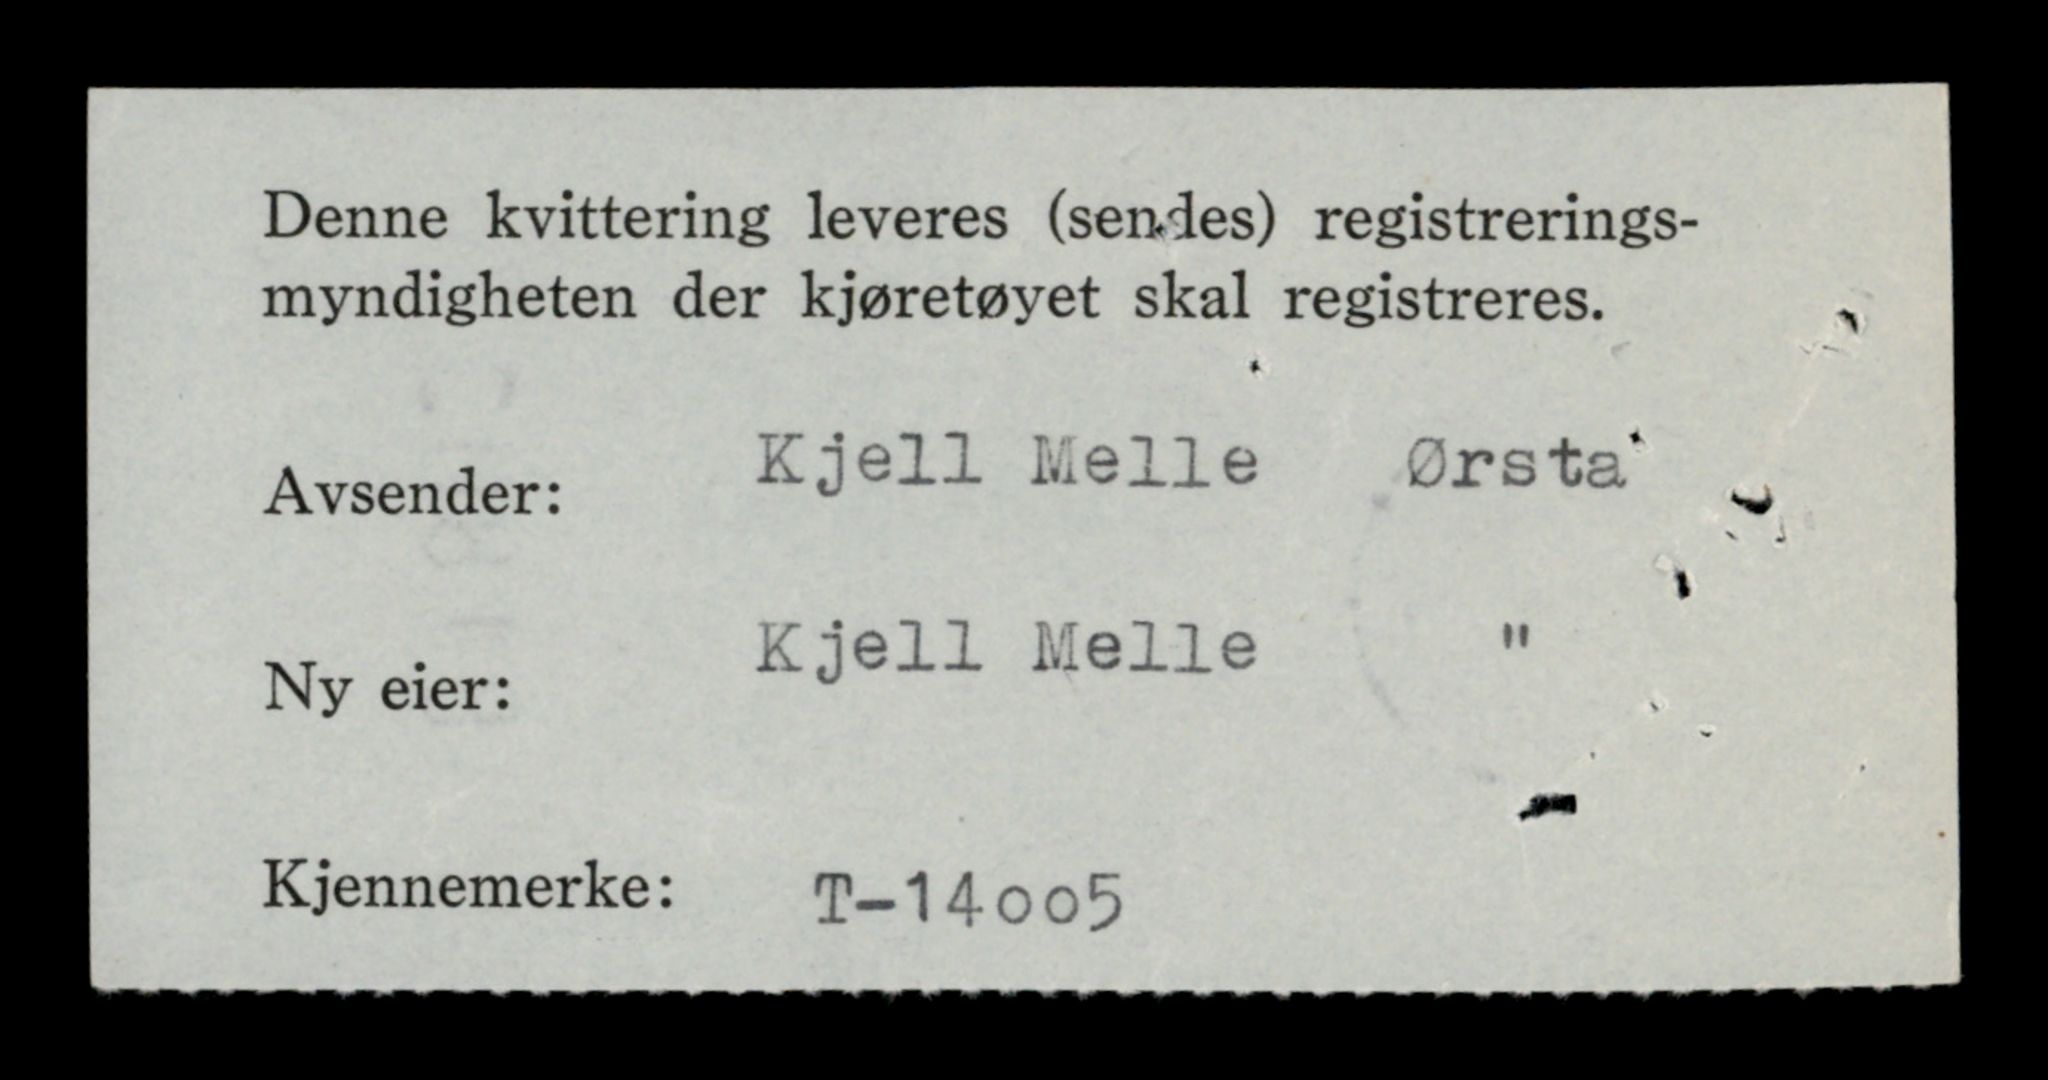 Denne kvittering leveres (sendes) registrerings-
myndigheten der kjøretøyet skal registreres.
Avsender: Kjell Melle Ørsta
Ny eier: Kjell Melle "
Kjennemerke: T-14oo5